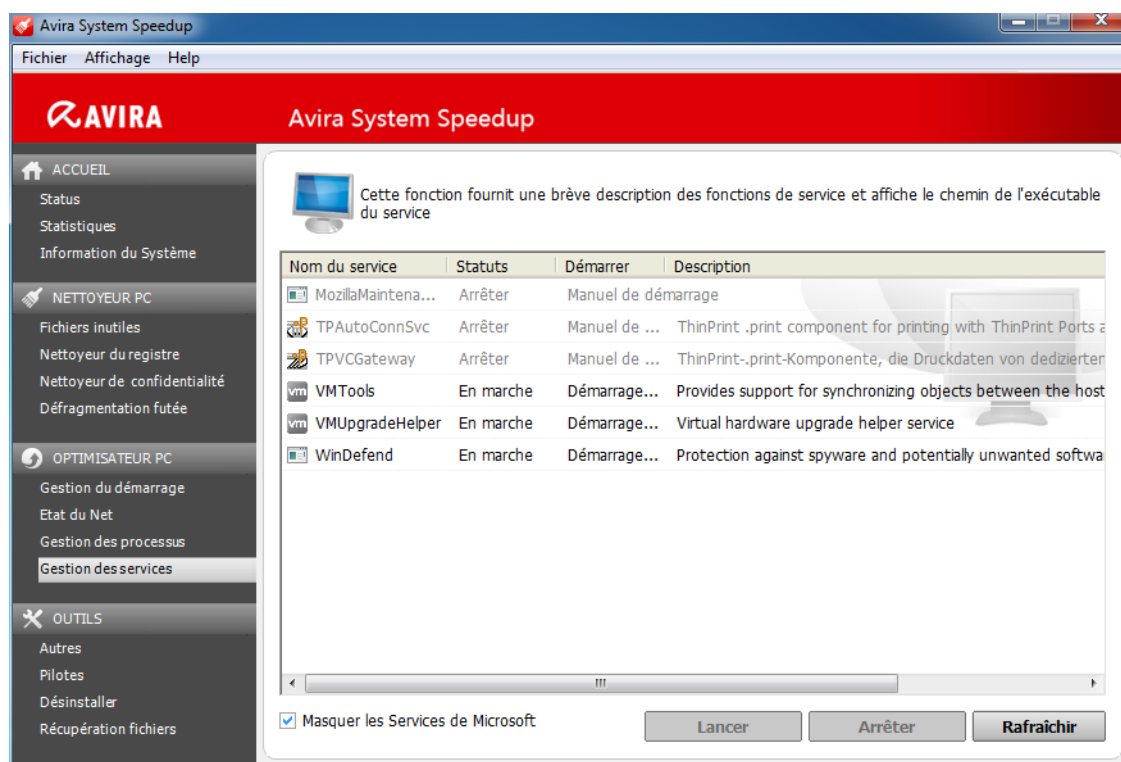 Avira System Speedup
Fichier Affichage Help
AVIRA
Avira System Speedup
ACCUEIL
Status
Statistiques
Information du Système
NETTOYEUR PC
Fichiers inutiles
Nettoyeur du registre
Nettoyeur de confidentialité
Défragmentation futée
OPTIMISATEUR PC
Gestion du démarrage
Etat du Net
Gestion des processus
Gestion des services
OUTILS
Autres
Pilotes
Désinstaller
Récupération fichiers
Cette fonction fournit une brève description des fonctions de service et affiche le chemin de l'exécutable
du service
Nom du service Statuts Démarrer Description
MozillaMaintena... Arrêter Manuel de démarrage
TPAutoConnSvc Arrêter Manuel de ... ThinPrint .print component for printing with ThinPrint Ports a
TPVCGateway Arrêter Manuel de ... ThinPrint-.print-Komponente, die Druckdaten von dedizierten
VMTools En marche Démarrage... Provides support for synchronizing objects between the host
VMUpgradeHelper En marche Démarrage... Virtual hardware upgrade helper service
WinDefend En marche Démarrage... Protection against spyware and potentially unwanted softwa
Masquer les Services de Microsoft
Lancer Arrêter Rafraîchir